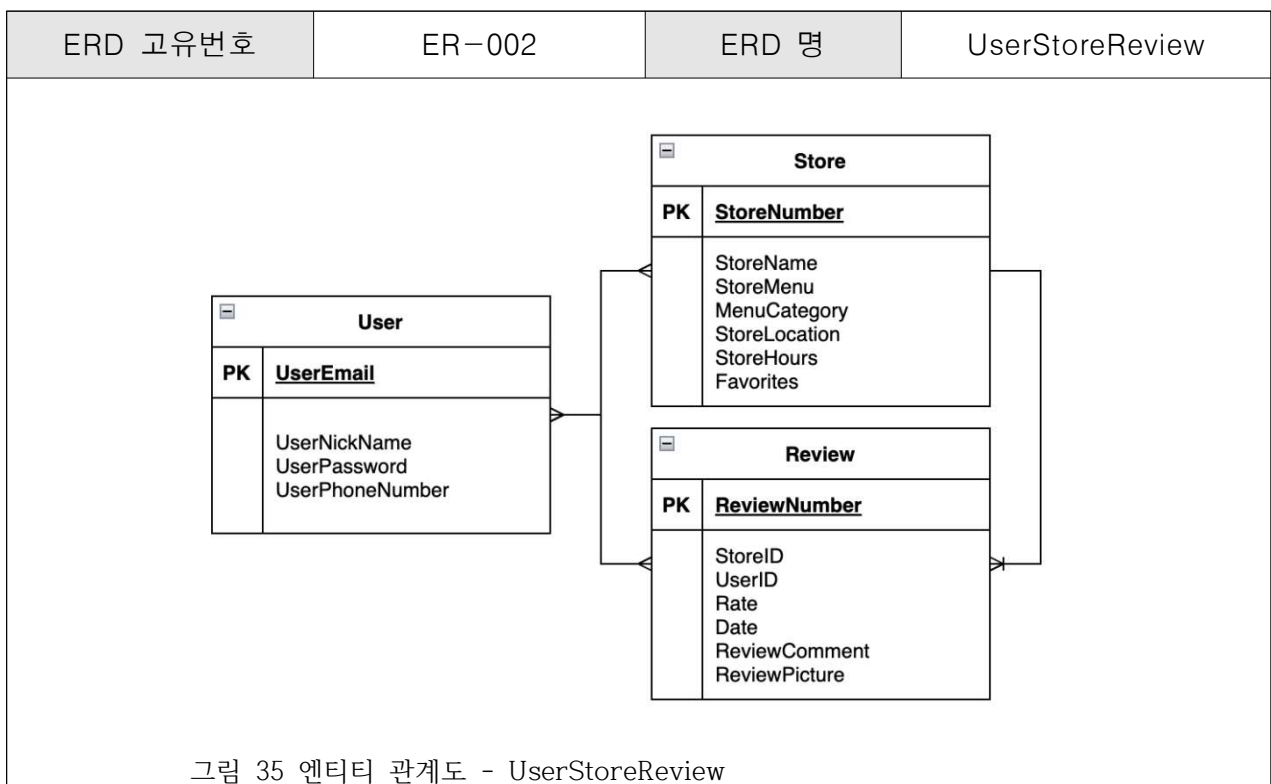 ERD 고유번호 ER-002 ERD 명 UserStoreReview
Store
PK StoreNumber
StoreName
StoreMenu
MenuCategory
StoreLocation
StoreHours
Favorites
User
PK UserEmail
UserNickName
UserPassword
UserPhoneNumber
Review
PK ReviewNumber
StoreID
UserID
Rate
Date
ReviewComment
ReviewPicture
그림 35 엔티티 관계도 - UserStoreReview